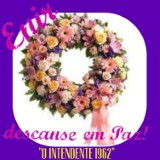 Enir
descanse em Paz!
"O INTENDENTE 1962"